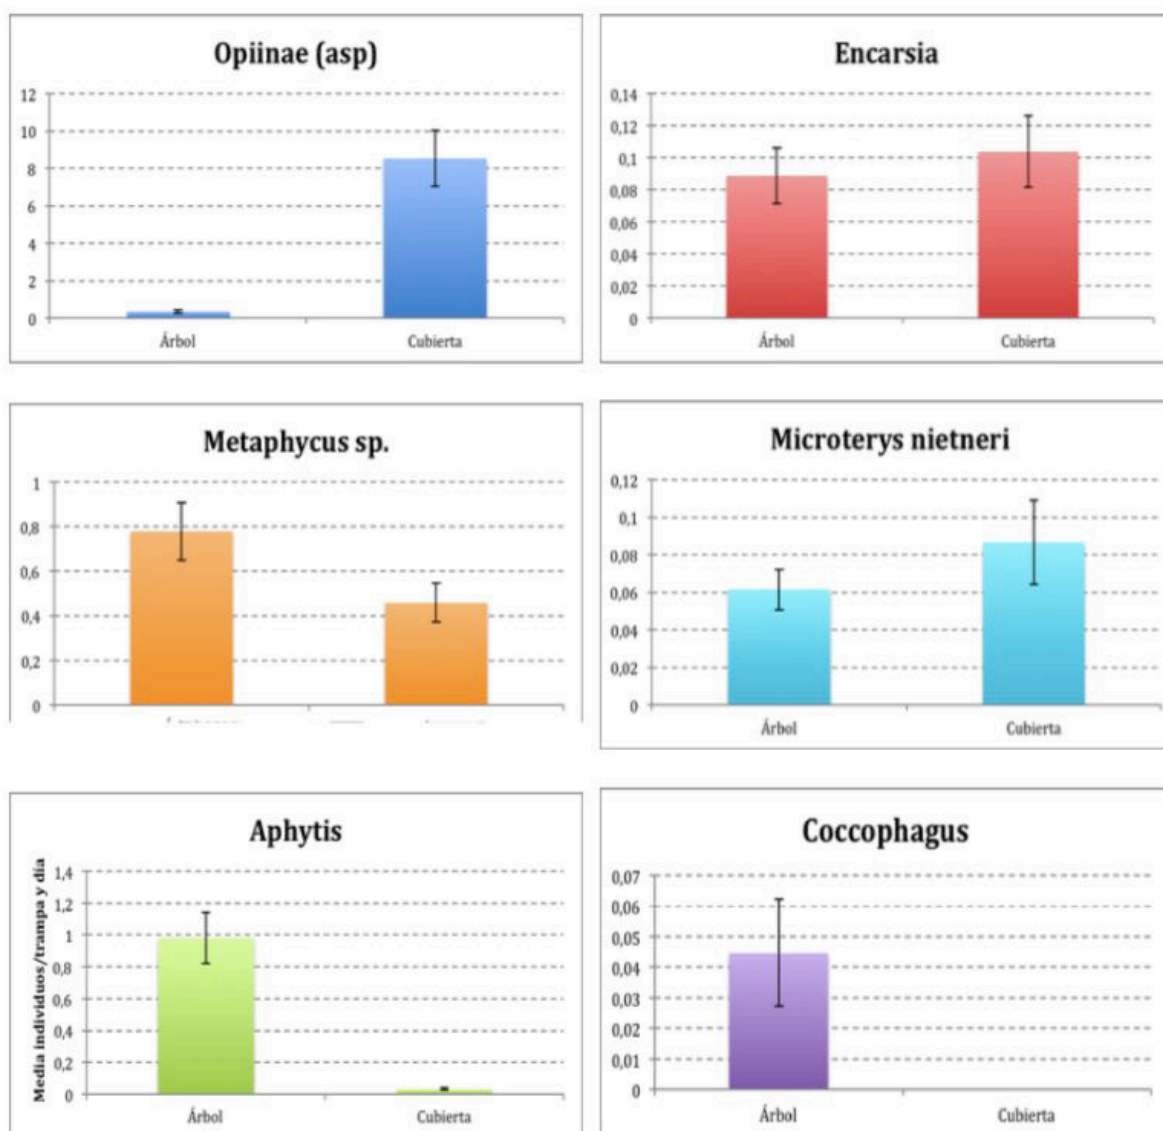 Opiinae (asp)
12
10
8
6
4
2
0
Árbol
Cubierta
Encarsia
0,14
0,12
0,1
0,08
0,06
0,04
0,02
0
Árbol
Cubierta
Metaphycus sp.
1
0,8
0,6
0,4
0,2
0
Microterys nietneri
0,12
0,1
0,08
0,06
0,04
0,02
0
Árbol
Cubierta
Aphytis
Media individuos/trampa y día
1,4
1,2
1
0,8
0,6
0,4
0,2
0
Árbol
Cubierta
Coccophagus
0,07
0,06
0,05
0,04
0,03
0,02
0,01
0
Árbol
Cubierta